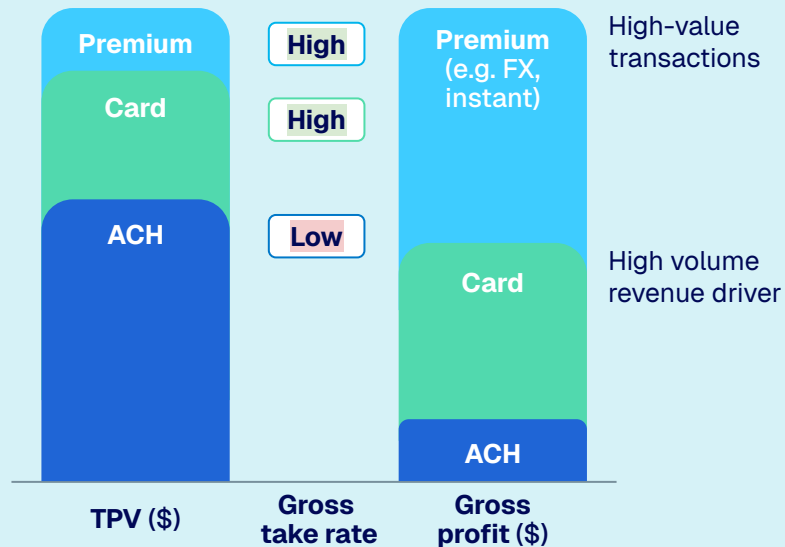 Premium
Card
ACH
High
High
Low
Premium
(e.g. FX,
instant)
Card
ACH
High-value
transactions
High volume
revenue driver
TPV ($)
Gross
take rate
Gross
profit ($)